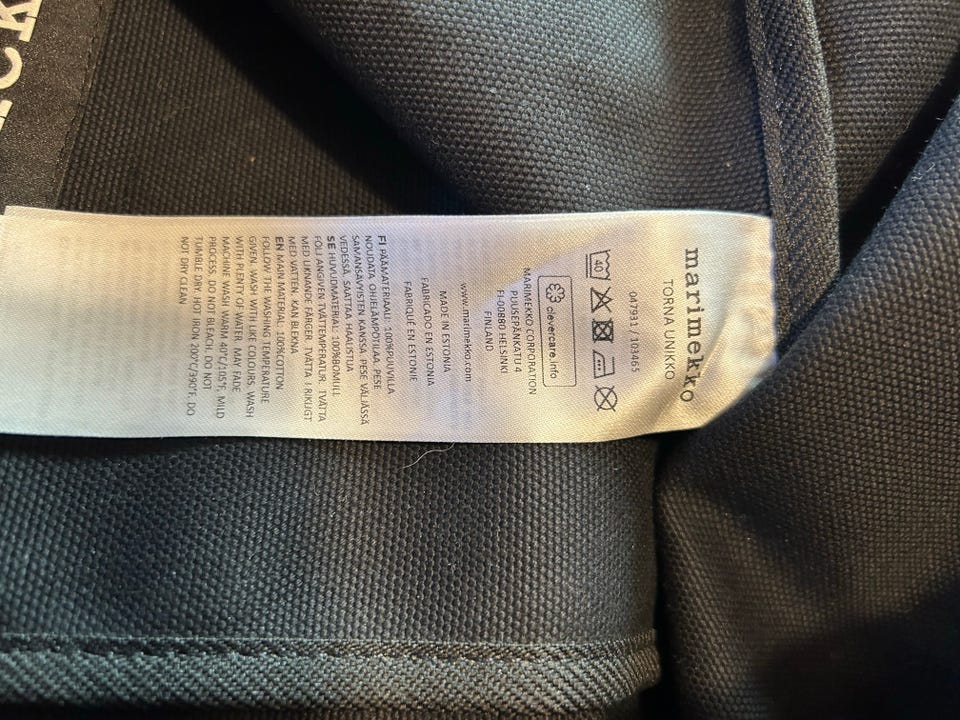 marimekko
TORNA UNIKKO
047931 / 103465
40
clevercare.info
MARIMEKKO CORPORATION
PUUSEPÄNKATU 4
FI-00880 HELSINKI
FINLAND
www.marimekko.com
MADE IN ESTONIA
FABRICADO EN ESTONIA
FABRIQUÉ EN ESTONIE
FI PÄÄMATERIAALI: 100%PUUVILLA
NOUDATA OHJELÄMPÖTILAA. PESE
SAMANSÄVYISTEN KANSSA. PESE VÄLJÄSSÄ
VEDESSÄ. SAATTAA HAALISTUA
SE HUVUDMATERIAL: 100%BOMULL
FÖLJ ANGIVEN TVÄTTEMPERATUR. TVÄTTA
MED LIKNANDE FÄRGER. TVÄTTA I RIKLIGT
MED VATTEN. KAN BLEKNA
EN MAIN MATERIAL: 100%COTTON
FOLLOW THE WASHING TEMPERATURE
GIVEN. WASH WITH SIMILAR COLOURS. WASH
WITH PLENTY OF WATER. MAY FADE
MACHINE WASH WARM 40°C/105°F, MILD
PROCESS. DO NOT BLEACH. DO NOT
TUMBLE DRY. HOT IRON 200°C/390°F. DO
NOT DRY CLEAN